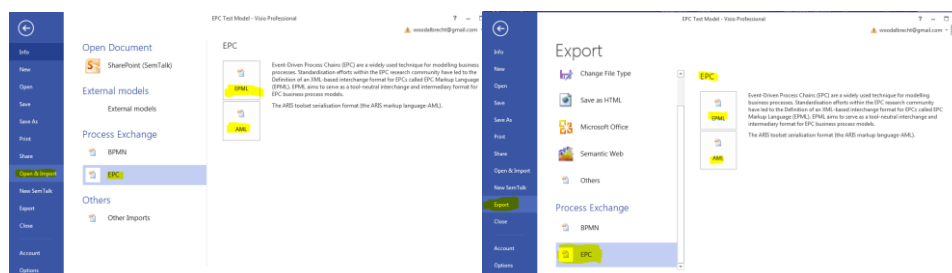 EPC Test Model - Visio Professional
Info
New
Open
Save
Save As
Print
Share
Open & Import
New SemTalk
Export
Close
Account
Options
Open Document
SharePoint (SemTalk)
External models
External models
Process Exchange
BPMN
EPC
Others
Other Imports
EPC
EPML
AML
Event-Driven Process Chains (EPC) are a widely used technique for modelling business
processes. Standardisation efforts within the EPC research community have led to the
Definition of an XML-based interchange format for EPCs called EPC Markup Language
(EPML). EPML aims to serve as a tool-neutral interchange and intermediary format for
EPC business process models.
The ARIS toolset serialisation format (the ARIS markup language-AML).
EPC Test Model - Visio Professional
Info
New
Open
Save
Save As
Print
Share
Open & Import
New SemTalk
Export
Close
Account
Options
Export
Change File Type
Save as HTML
Microsoft Office
Semantic Web
Others
Process Exchange
BPMN
EPC
EPC
EPML
AML
Event-Driven Process Chains (EPC) are a widely used technique for modelling
business processes. Standardisation efforts within the EPC research community
have led to the Definition of an XML-based interchange format for EPCs called EPC
Markup Language (EPML). EPML aims to serve as a tool-neutral interchange and
intermediary format for EPC business process models.
The ARIS toolset serialisation format (the ARIS markup language-AML).